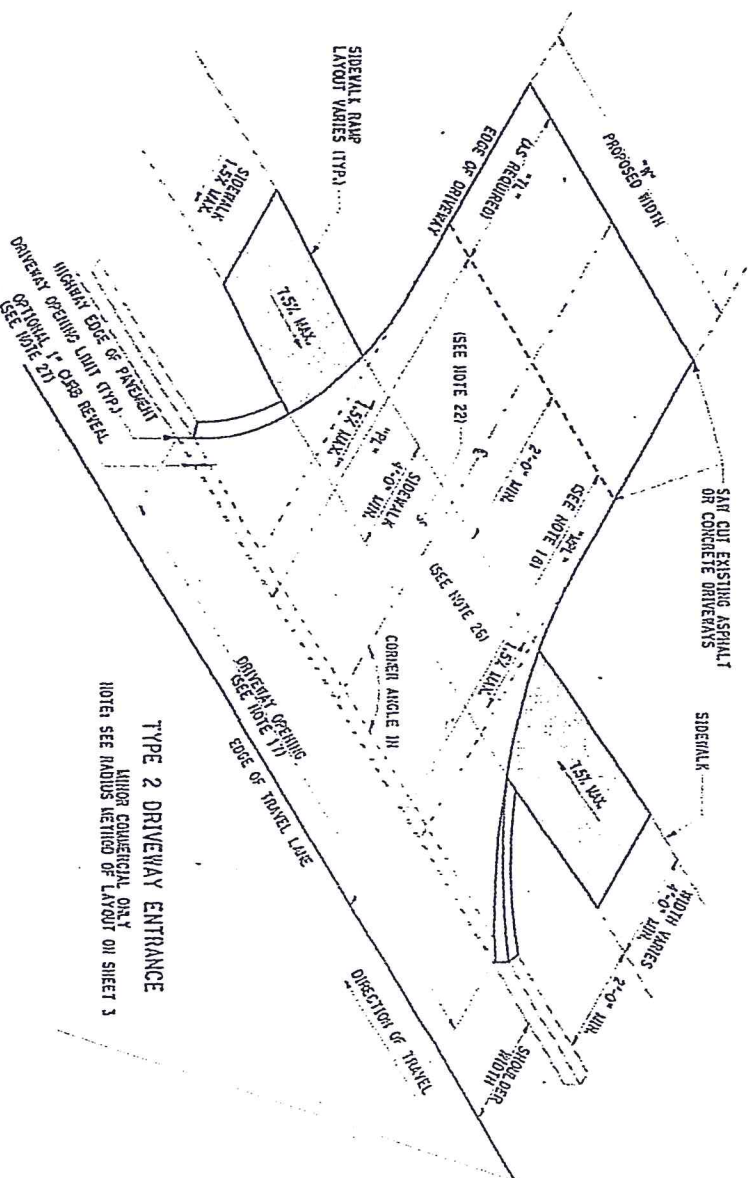 "W"
PROPOSED WIDTH
SAW CUT EXISTING ASPHALT
OR CONCRETE DRIVEWAYS
SIDEWALK RAMP
LAYOUT VARIES (TYP.)
EDGE OF DRIVEWAY
(AS REQUIRED)
2'-0" MIN.
(SEE NOTE 18)
SIDEWALK
WIDTH VARIES
4'-0" MIN.
2'-0" MIN.
SHOULDER
WIDTH
SIDEWALK
1.5% MAX.
7.5% MAX.
(SEE NOTE 22)
1.5% MAX.
"PL"
SIDEWALK
4'-0" MIN.
(SEE NOTE 26)
1.5% MAX.
7.5% MAX.
HIGHWAY EDGE OF PAVEMENT
DRIVEWAY OPENING LIMIT (TYP.)
OPTIONAL 1" CURB REVEAL
(SEE NOTE 27)
CORNER ANGLE IN
DRIVEWAY OPENING
(SEE NOTE 17)
EDGE OF TRAVEL LANE
DIRECTION OF TRAVEL
TYPE 2 DRIVEWAY ENTRANCE
MINOR COMMERCIAL ONLY
NOTE: SEE RADIUS METHOD OF LAYOUT ON SHEET 3